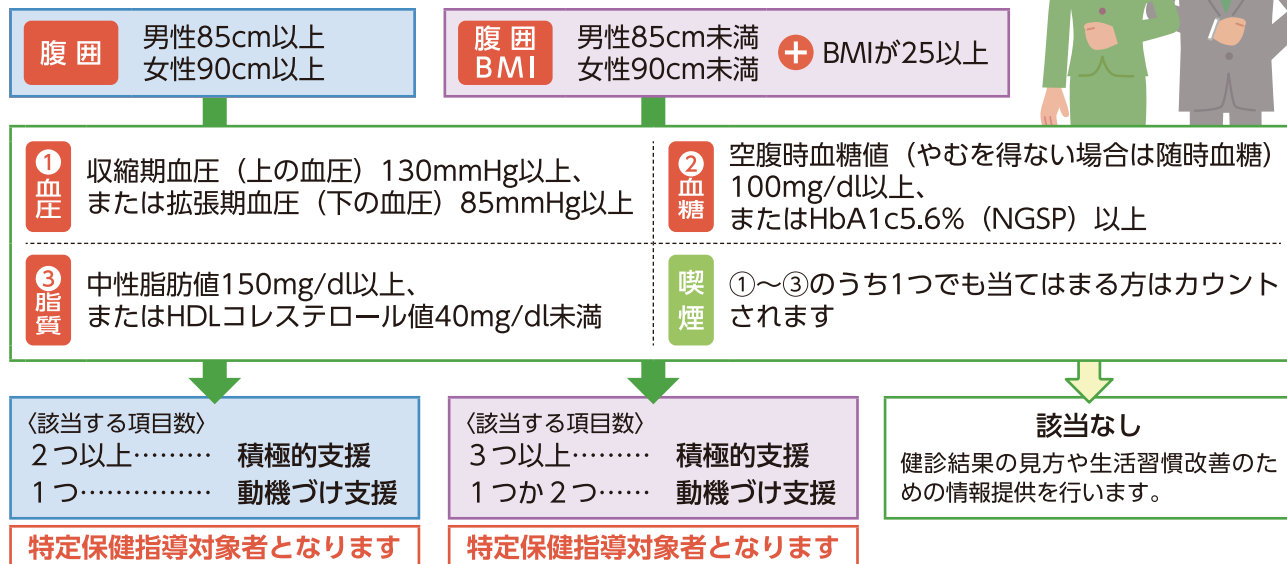 腹囲
男性85cm以上
女性90cm以上
腹囲
BMI
男性85cm未満
女性90cm未満
+ BMIが25以上
①血圧
収縮期血圧（上の血圧）130mmHg以上、
または拡張期血圧（下の血圧）85mmHg以上
②血糖
空腹時血糖値（やむを得ない場合は随時血糖）
100mg/dl以上、
またはHbA1c5.6%（NGSP）以上
③脂質
中性脂肪値150mg/dl以上、
またはHDLコレステロール値40mg/dl未満
喫煙
①～③のうち1つでも当てはまる方はカウント
されます
〈該当する項目数〉
２つ以上……… 積極的支援
１つ…………… 動機づけ支援
特定保健指導対象者となります
〈該当する項目数〉
３つ以上……… 積極的支援
１つか２つ…… 動機づけ支援
特定保健指導対象者となります
該当なし
健診結果の見方や生活習慣改善のた
めの情報提供を行います。